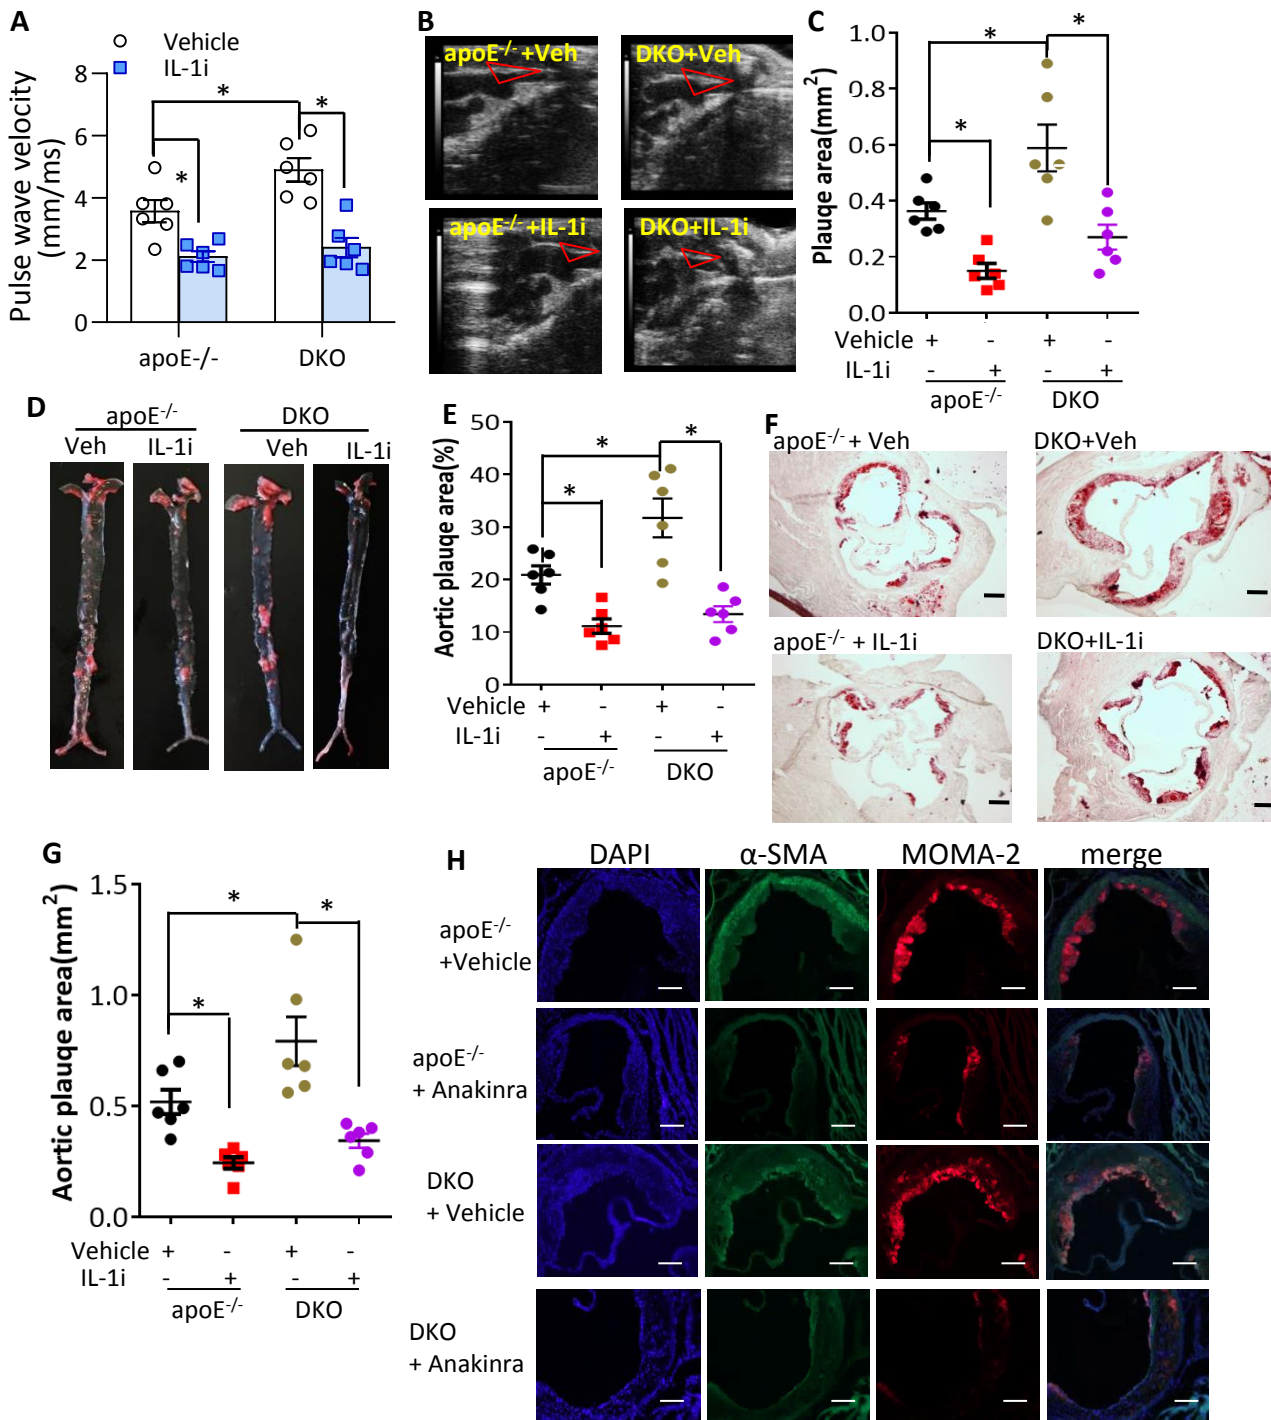 A
Vehicle
IL-1i
Pulse wave velocity
(mm/ms)
8
6
4
2
0
*
*
*
apoE-/-
DKO
B
apoE-/- +Veh
DKO+Veh
apoE-/- +IL-1i
DKO+IL-1i
C
Plauqe area(mm2)
1.0
0.8
0.6
0.4
0.2
0.0
*
*
*
Vehicle + - + -
IL-1i - + - +
apoE-/- DKO
D
apoE-/- DKO
Veh IL-1i Veh IL-1i
E
Aortic plauqe area(%)
50
40
30
20
10
0
*
*
*
Vehicle + - + -
IL-1i - + - +
apoE-/- DKO
F
apoE-/- + Veh
DKO+Veh
apoE-/- + IL-1i
DKO+IL-1i
G
Aortic plauqe area(mm2)
1.5
1.0
0.5
0.0
*
*
*
Vehicle + - + -
IL-1i - + - +
apoE-/- DKO
H
DAPI α-SMA MOMA-2 merge
apoE-/-
+Vehicle
apoE-/-
+ Anakinra
DKO
+ Vehicle
DKO
+ Anakinra